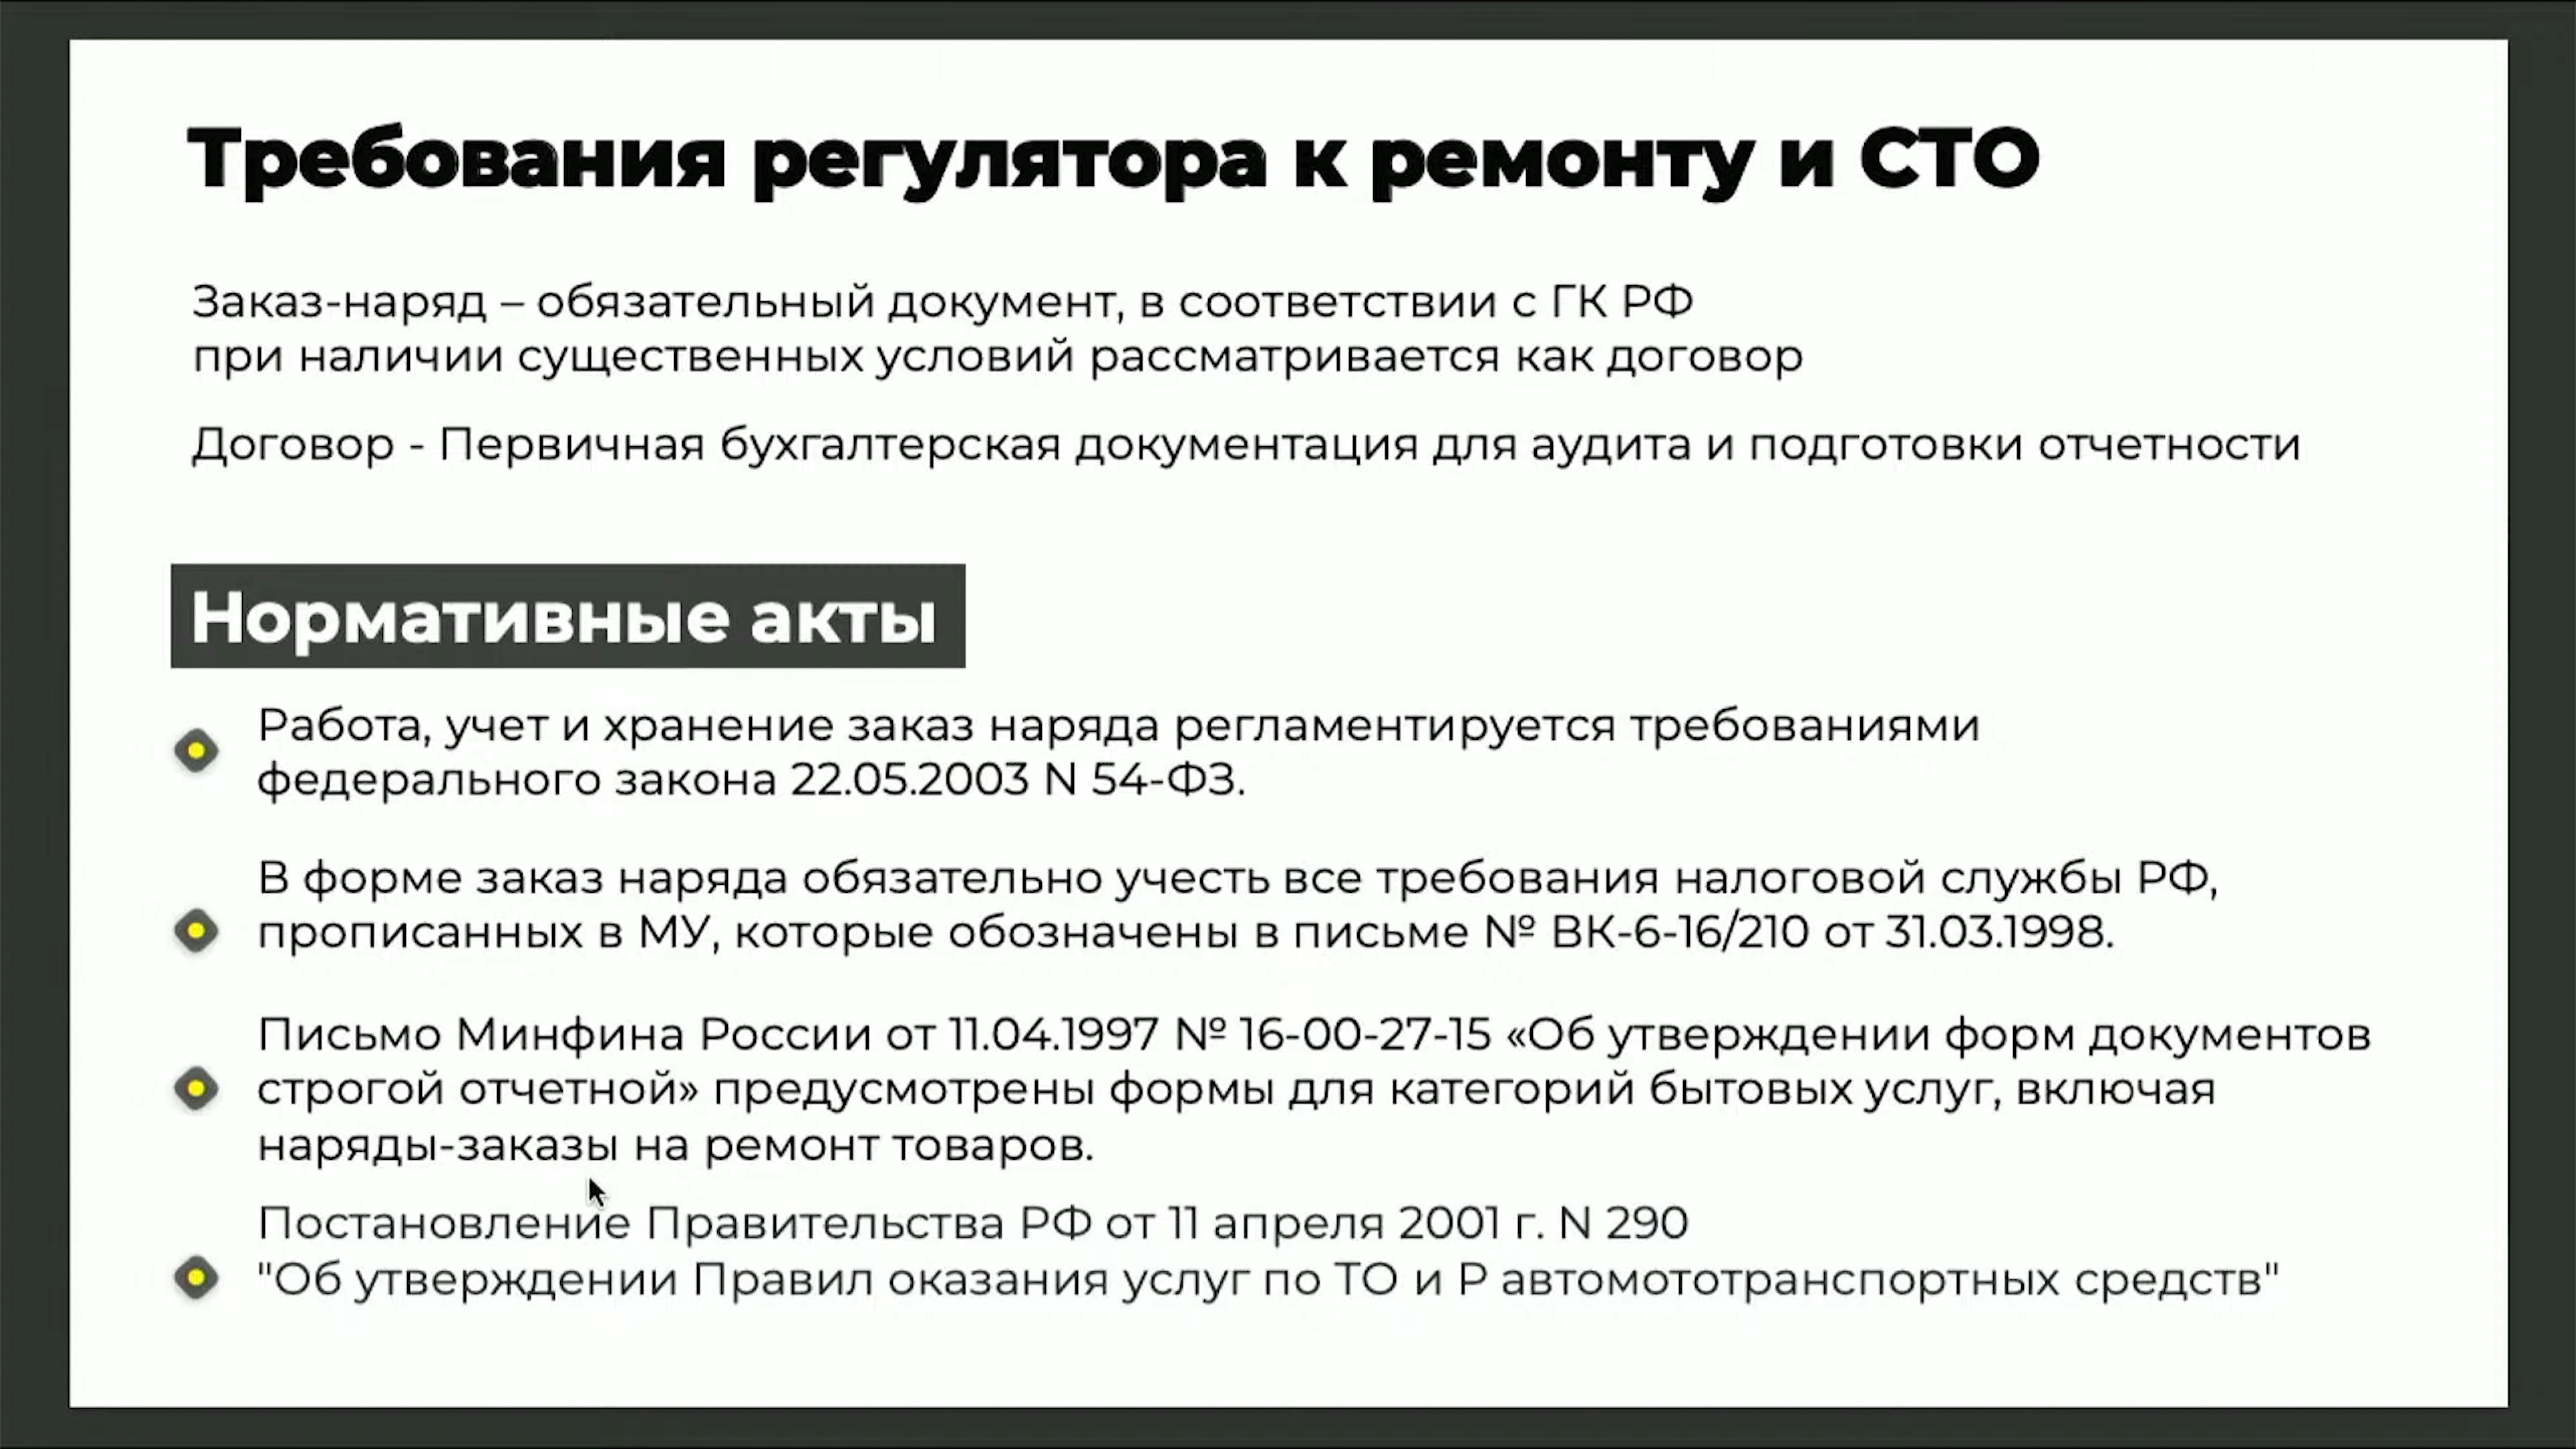 Требования регулятора к ремонту и СТО
Заказ-наряд – обязательный документ, в соответствии с ГК РФ
при наличии существенных условий рассматривается как договор
Договор - Первичная бухгалтерская документация для аудита и подготовки отчетности
Нормативные акты
Работа, учет и хранение заказ наряда регламентируется требованиями
федерального закона 22.05.2003 N 54-ФЗ.
В форме заказ наряда обязательно учесть все требования налоговой службы РФ,
прописанных в МУ, которые обозначены в письме № ВК-6-16/210 от 31.03.1998.
Письмо Минфина России от 11.04.1997 № 16-00-27-15 «Об утверждении форм документов
строгой отчетной» предусмотрены формы для категорий бытовых услуг, включая
наряды-заказы на ремонт товаров.
Постановление Правительства РФ от 11 апреля 2001 г. N 290
"Об утверждении Правил оказания услуг по ТО и Р автомототранспортных средств"